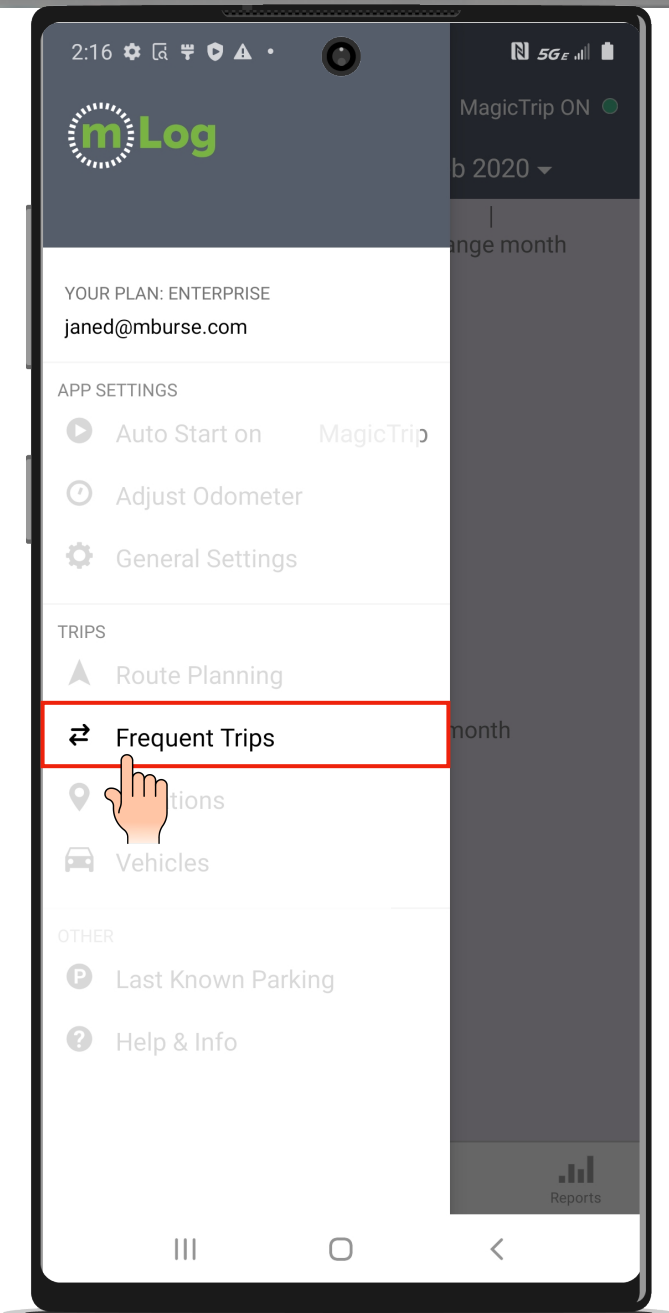 2:16
5GE
mLog
MagicTrip ON
b 2020
ange month
YOUR PLAN: ENTERPRISE
janed@mburse.com
APP SETTINGS
Auto Start on MagicTrip
Adjust Odometer
General Settings
TRIPS
Route Planning
Frequent Trips
month
tions
Vehicles
OTHER
Last Known Parking
Help & Info
Reports